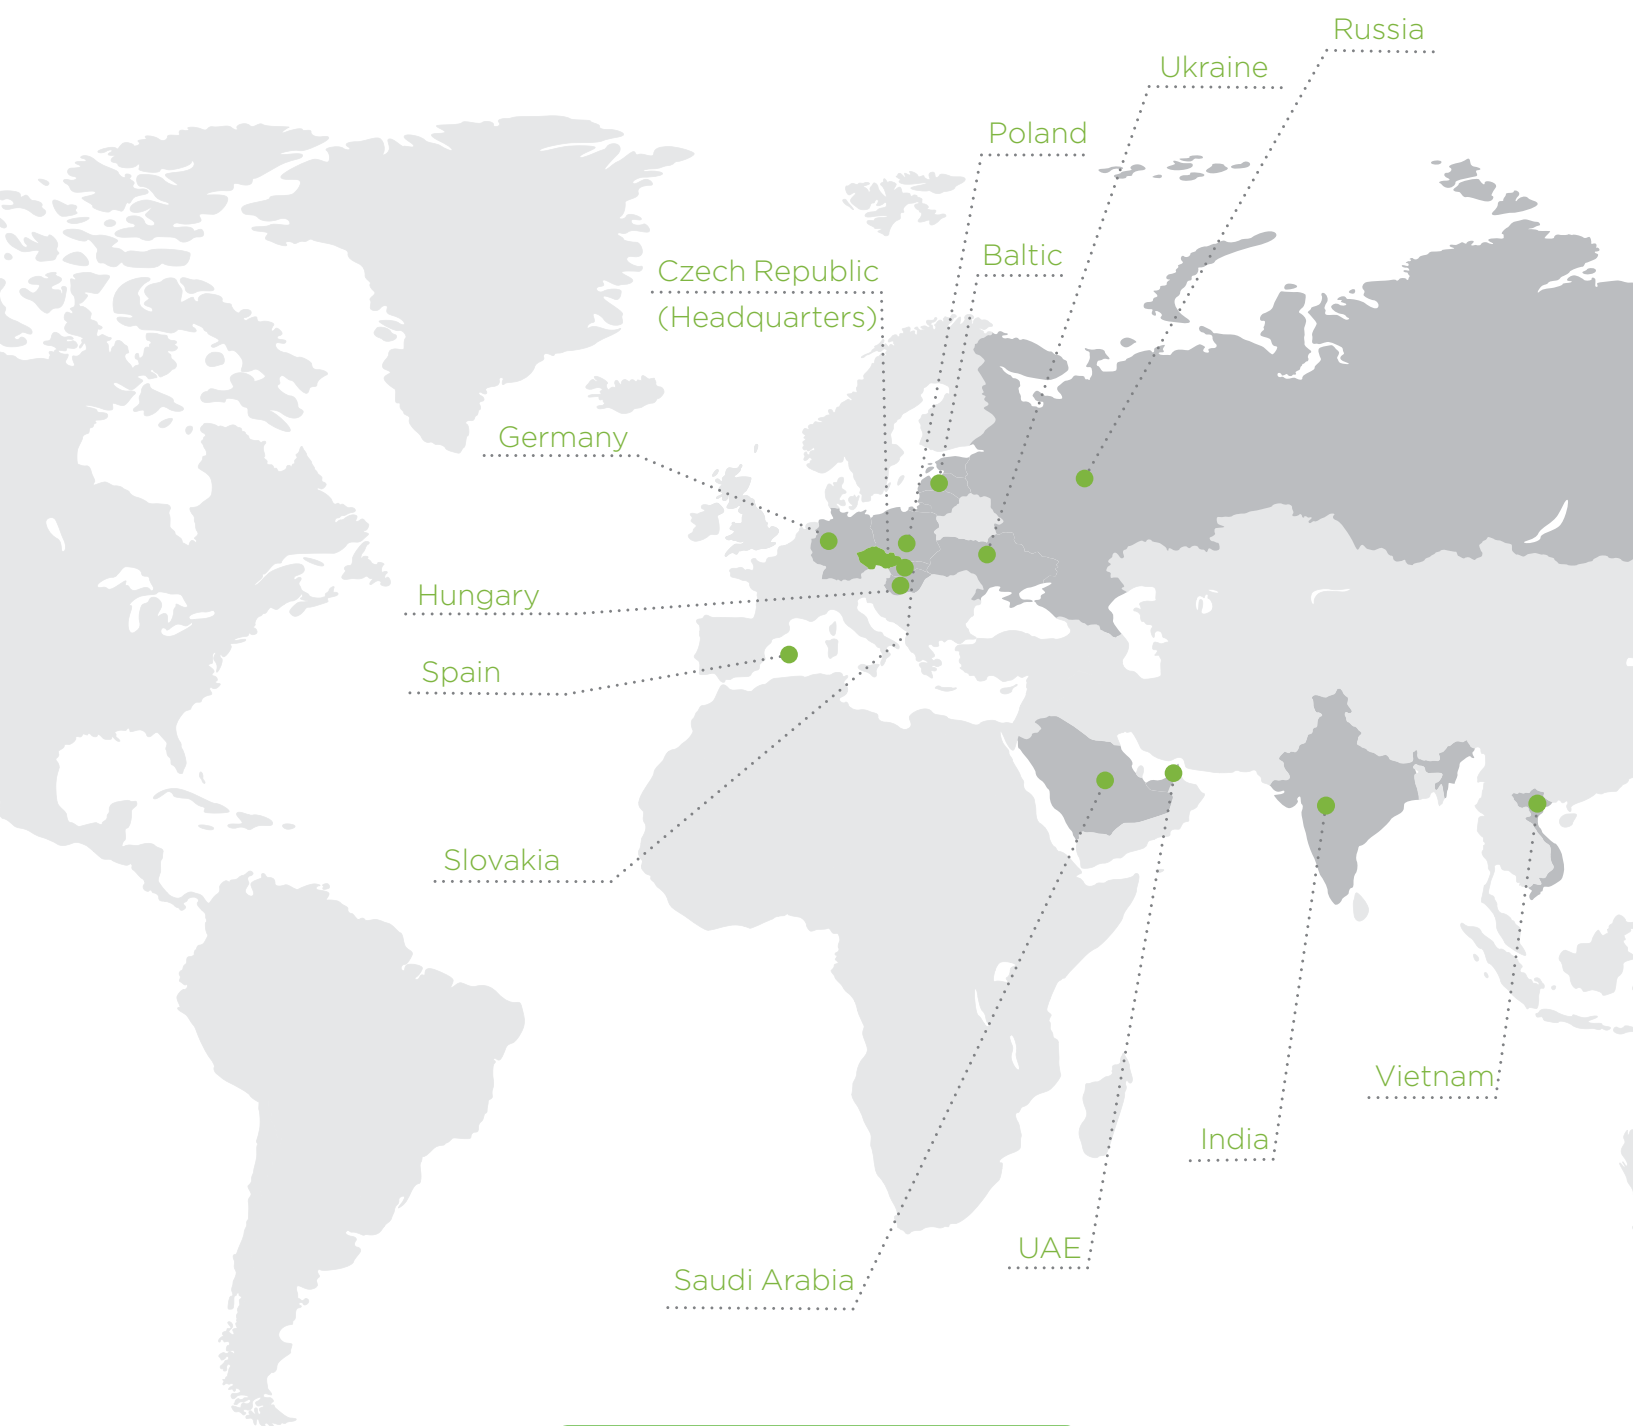 Russia
Ukraine
Poland
Baltic
Czech Republic
(Headquarters)
Germany
Hungary
Spain
Slovakia
Vietnam
India
UAE
Saudi Arabia